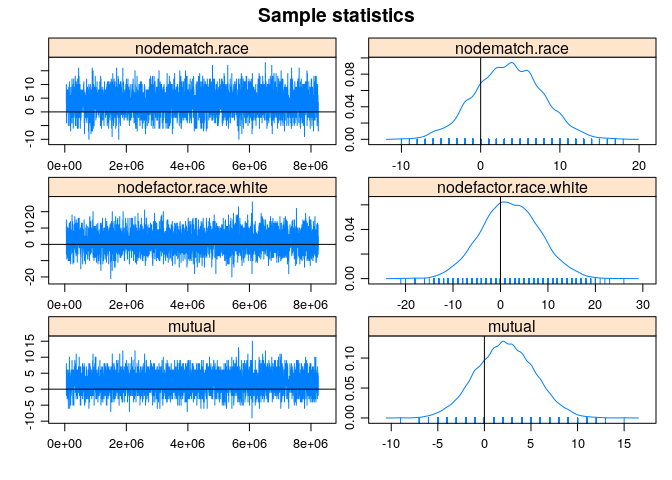 Sample statistics
nodematch.race nodematch.race
-10 0 5 10
0e+00 2e+06 4e+06 6e+06 8e+06
0.00 0.04 0.08
-10 0 10 20
nodefactor.race.white nodefactor.race.white
-20 0 10 20
0e+00 2e+06 4e+06 6e+06 8e+06
0.00 0.04
-20 -10 0 10 20 30
mutual mutual
-10 -5 0 5 10 15
0e+00 2e+06 4e+06 6e+06 8e+06
0.00 0.05 0.10
-10 -5 0 5 10 15